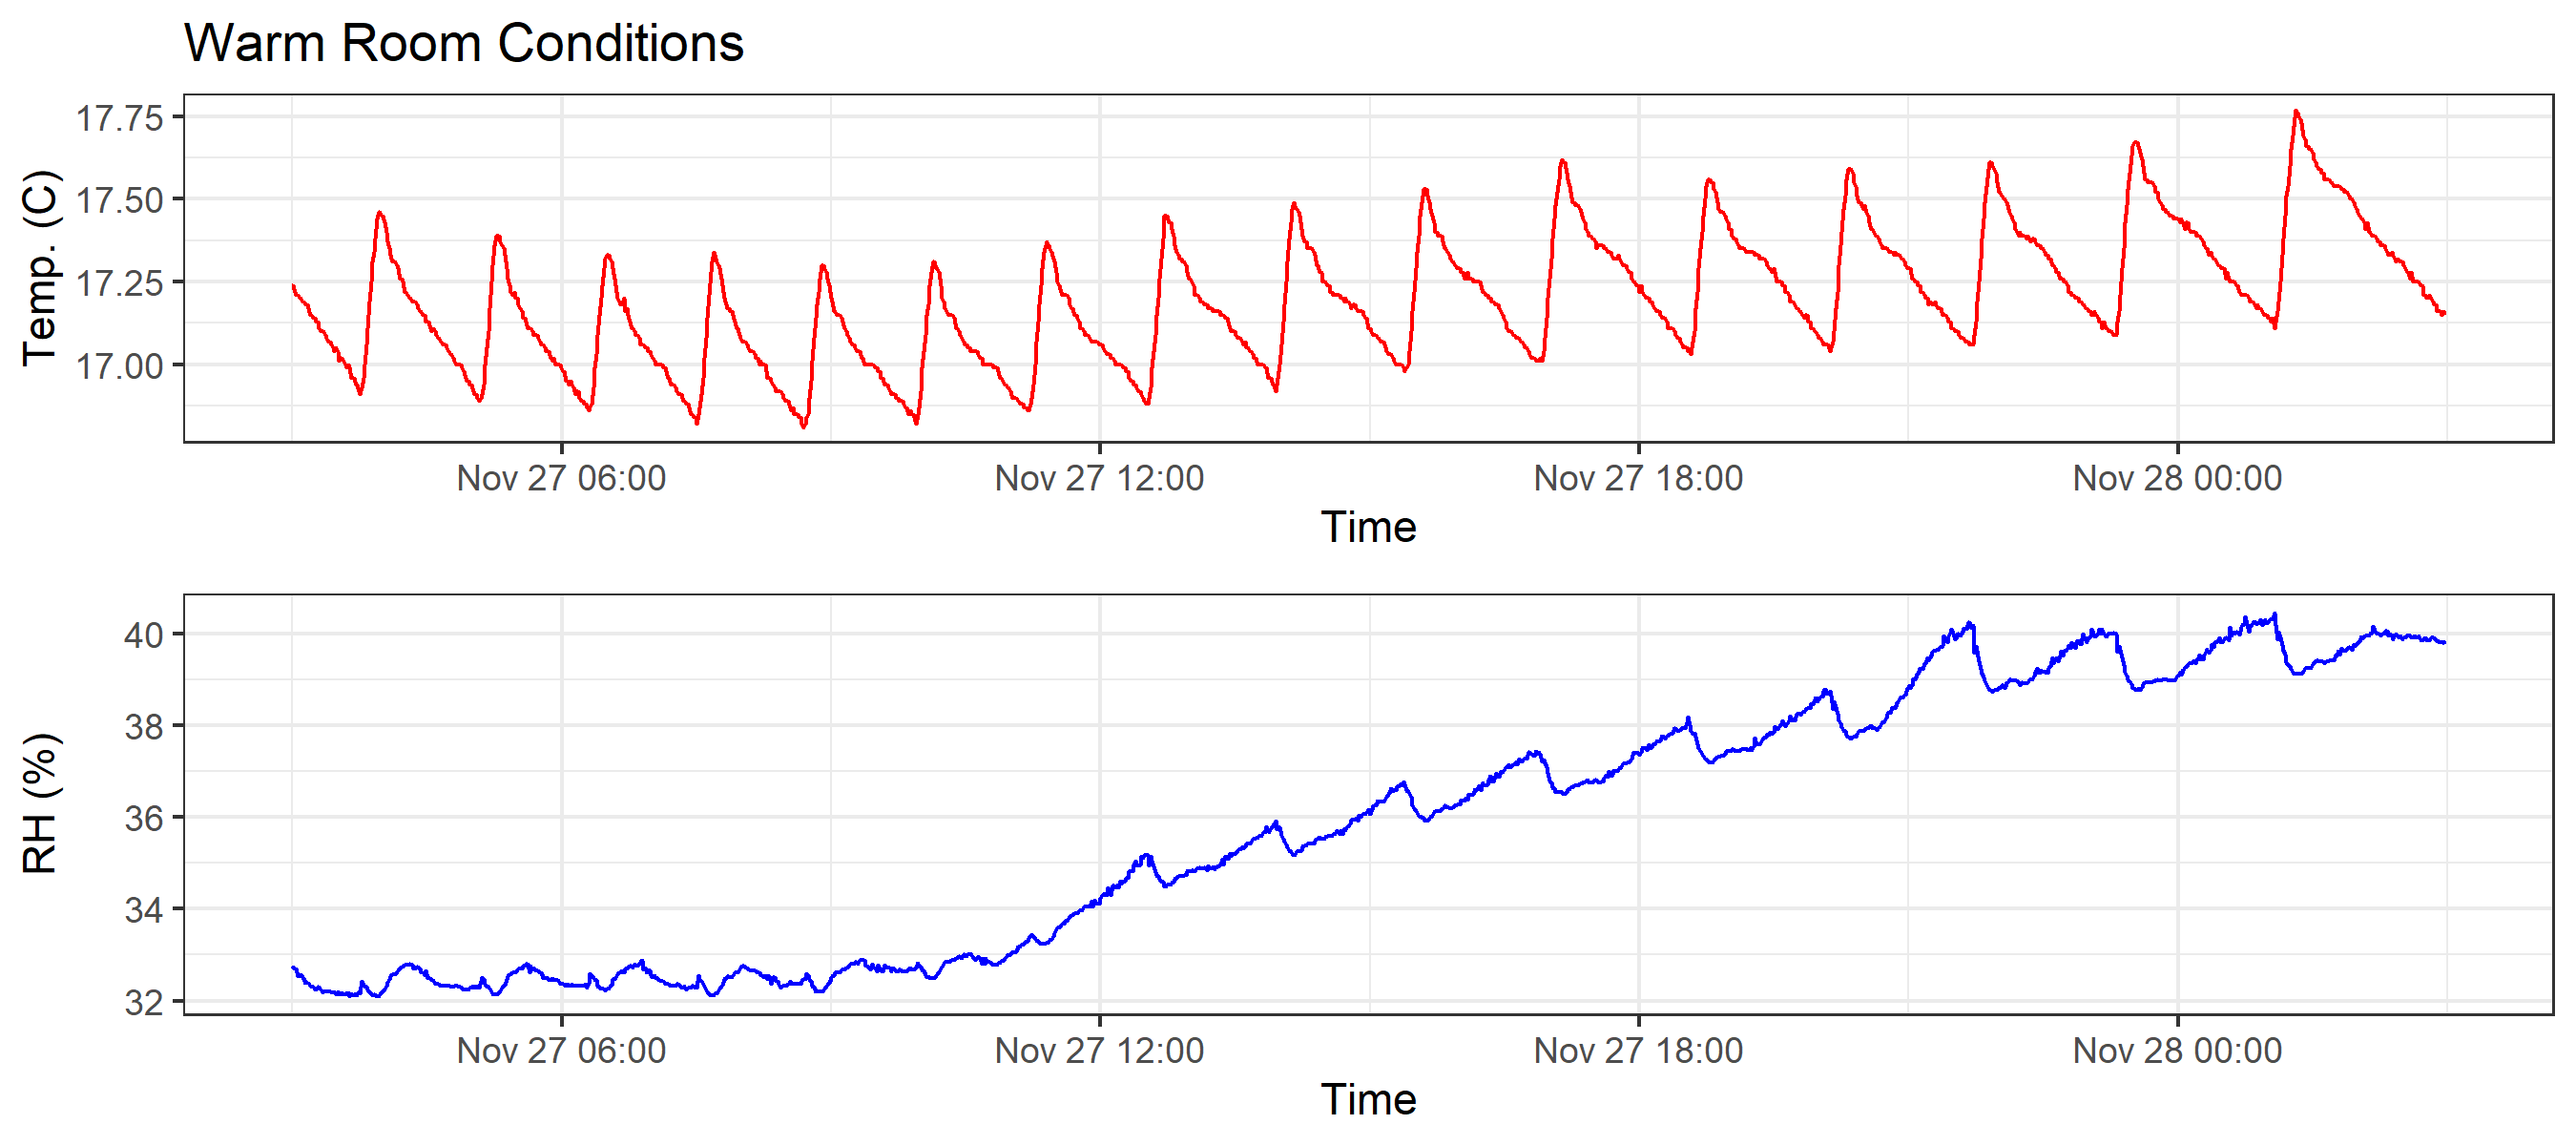 Warm Room Conditions
17.75
17.50
17.25
17.00
Temp. (C)
Nov 27 06:00 Nov 27 12:00 Nov 27 18:00 Nov 28 00:00
Time
40
38
36
34
32
RH (%)
Nov 27 06:00 Nov 27 12:00 Nov 27 18:00 Nov 28 00:00
Time